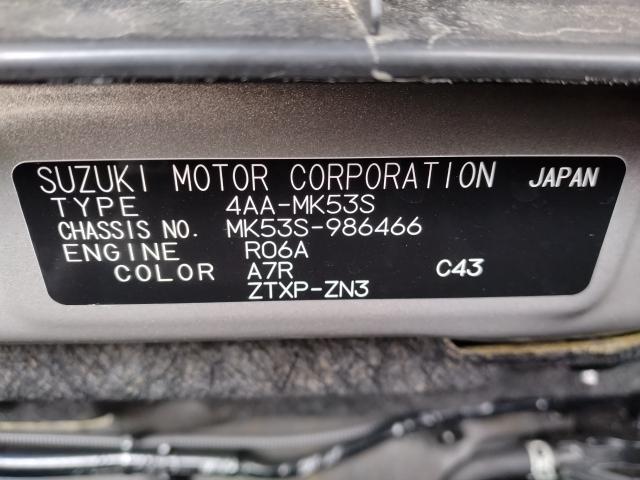 SUZUKI MOTOR CORPORATION JAPAN
TYPE 4AA-MK53S
CHASSIS NO. MK53S-986466
ENGINE R06A
COLOR A7R C43
ZTXP-ZN3